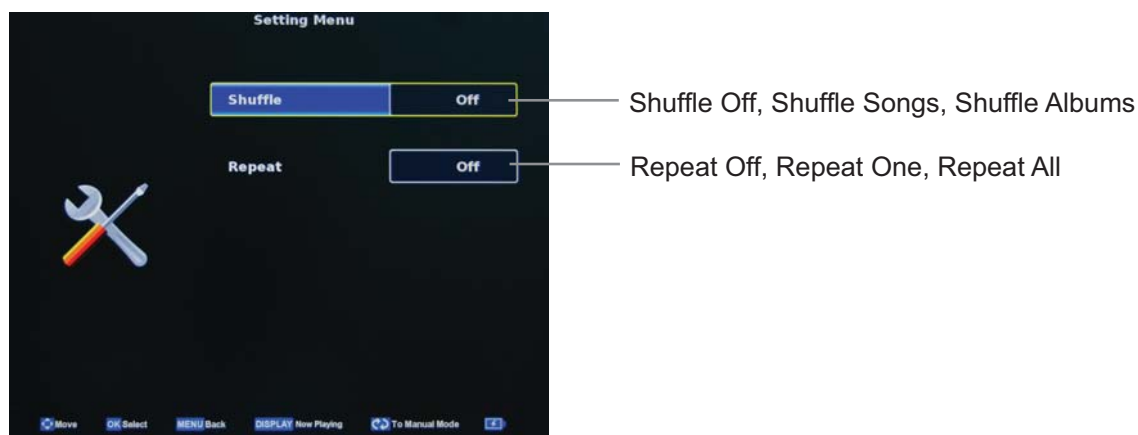 Setting Menu
Shuffle Off
Shuffle Off, Shuffle Songs, Shuffle Albums
Repeat Off
Repeat Off, Repeat One, Repeat All
Move OK Select MENU Back DISPLAY Now Playing To Manual Mode